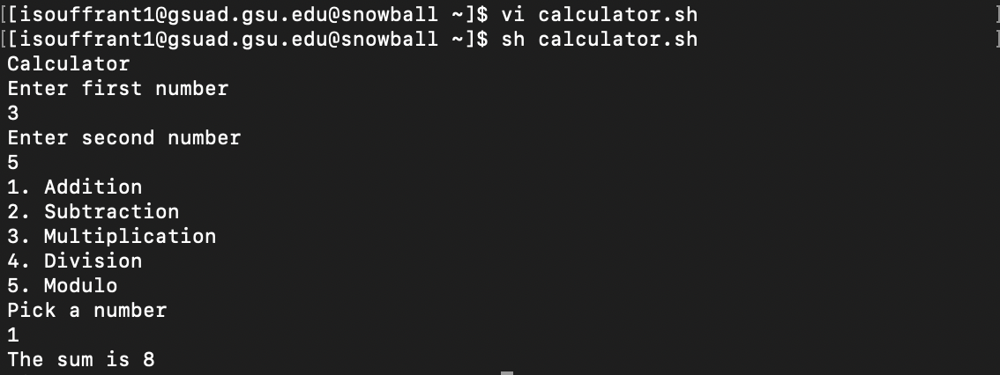 [[isouffrant1@gsuad.gsu.edu@snowball ~]$ vi calculator.sh ]
[[isouffrant1@gsuad.gsu.edu@snowball ~]$ sh calculator.sh ]
Calculator
Enter first number
3
Enter second number
5
1. Addition
2. Subtraction
3. Multiplication
4. Division
5. Modulo
Pick a number
1
The sum is 8